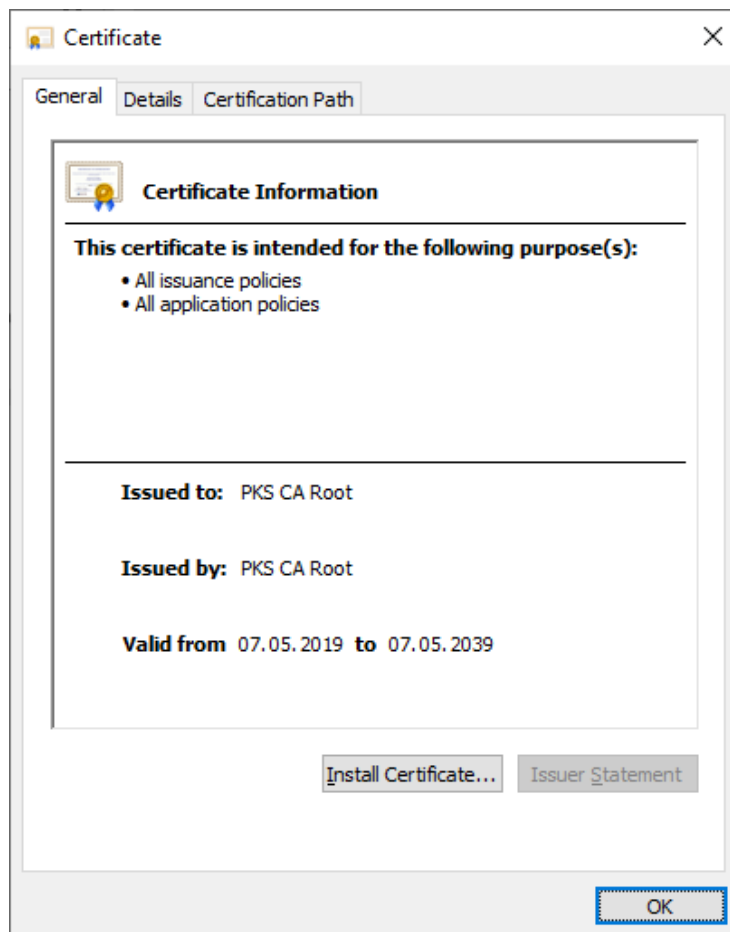 Certificate
General Details Certification Path
Certificate Information
This certificate is intended for the following purpose(s):
• All issuance policies
• All application policies
Issued to: PKS CA Root
Issued by: PKS CA Root
Valid from 07.05.2019 to 07.05.2039
Install Certificate... Issuer Statement
OK